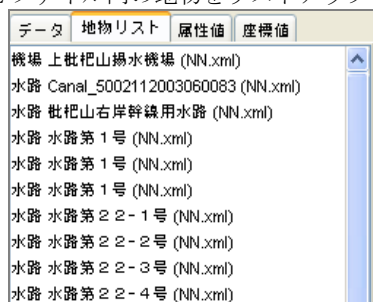 データ 地物リスト 属性値 座標値
機場 上枇杷山揚水機場 (NN.xml)
水路 Canal_5002112003060083 (NN.xml)
水路 枇杷山右岸幹線用水路 (NN.xml)
水路 水路第１号 (NN.xml)
水路 水路第１号 (NN.xml)
水路 水路第１号 (NN.xml)
水路 水路第２２-１号 (NN.xml)
水路 水路第２２-２号 (NN.xml)
水路 水路第２２-３号 (NN.xml)
水路 水路第２２-４号 (NN.xml)